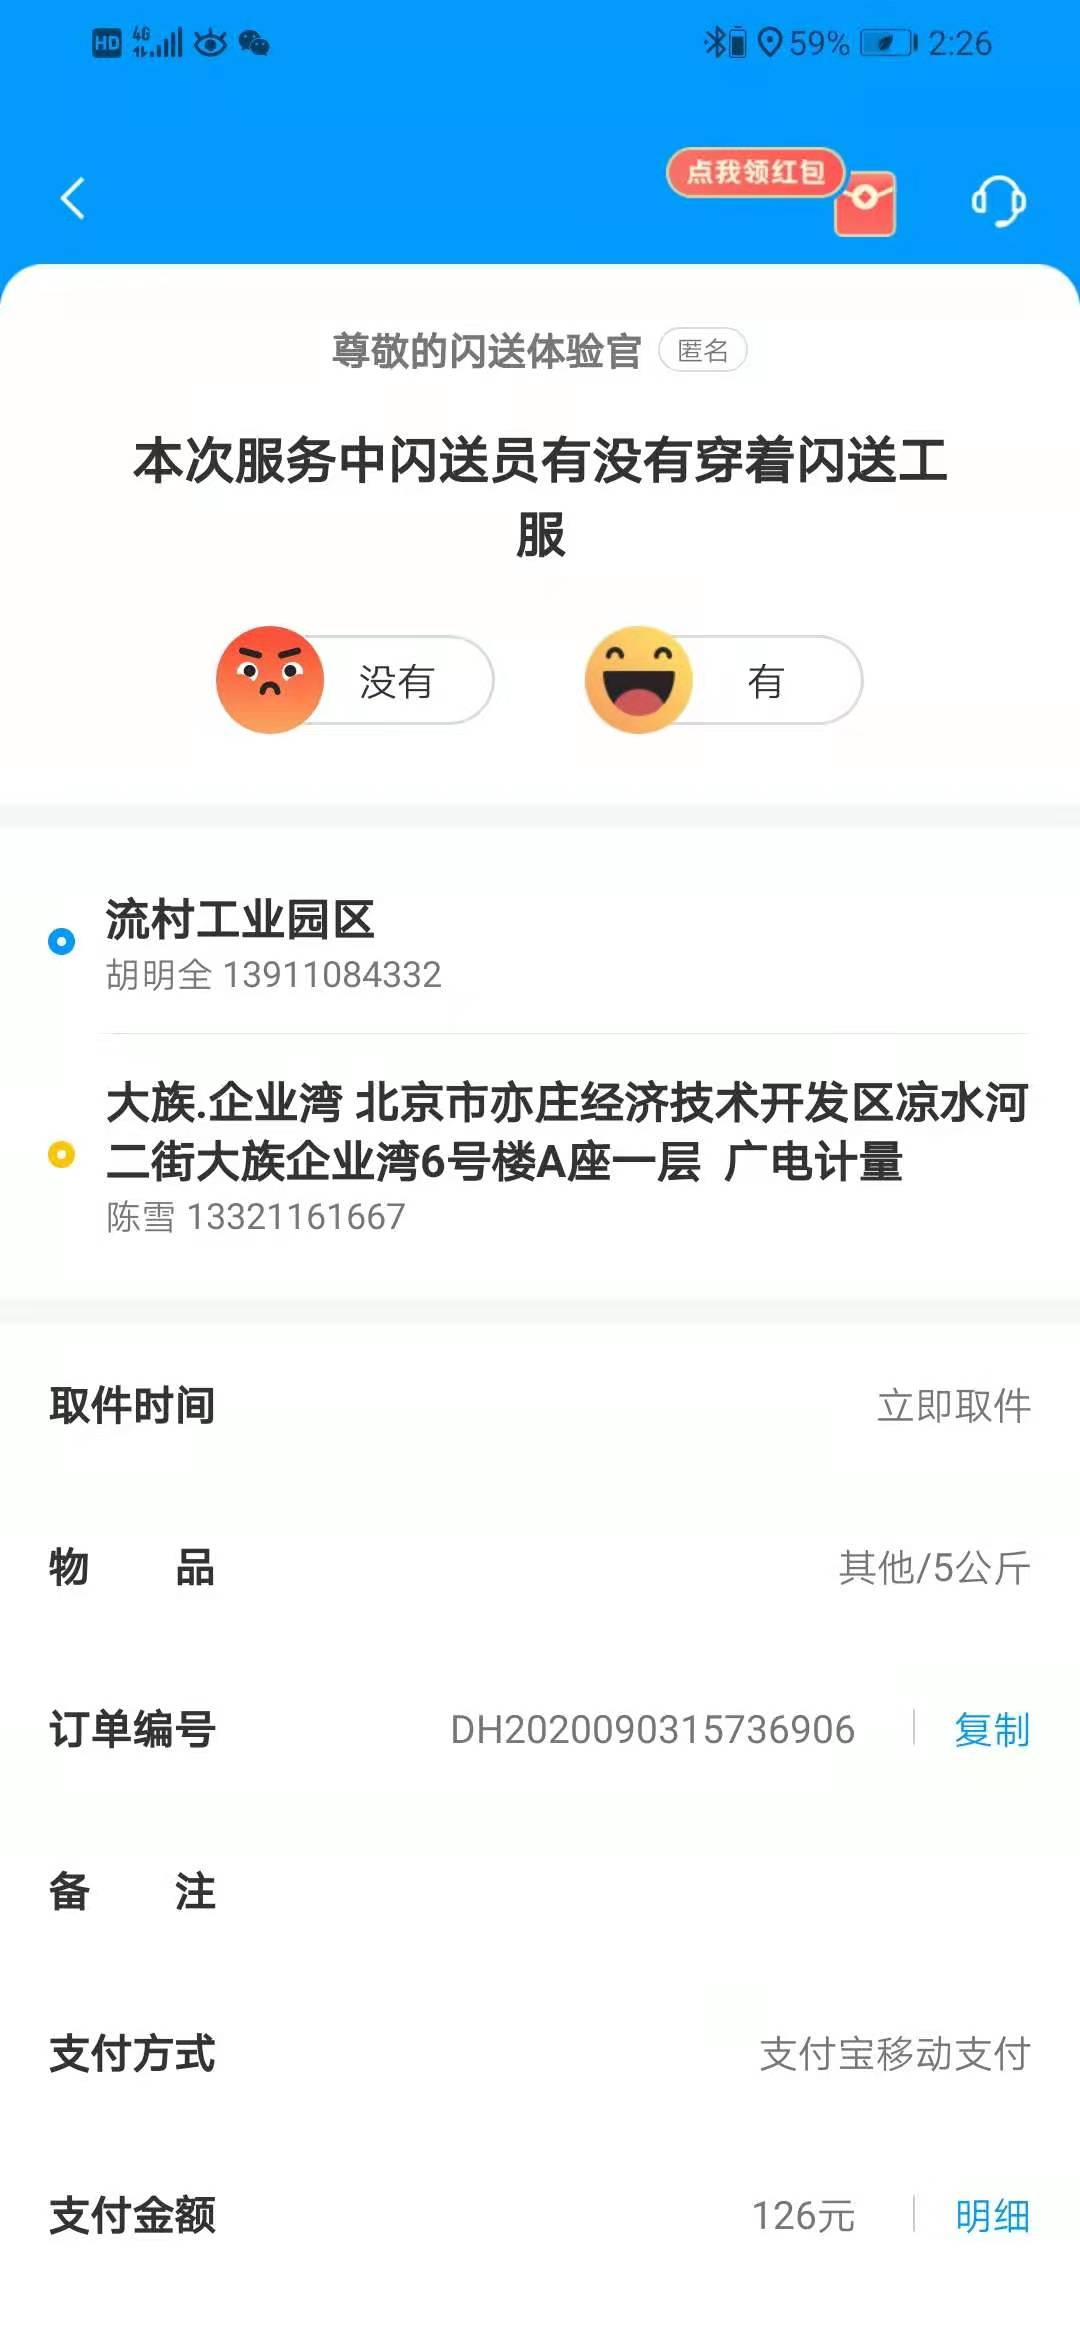 HD 4G 59% 2:26
点我领红包
尊敬的闪送体验官 匿名
本次服务中闪送员有没有穿着闪送工
服
没有 有
流村工业园区
胡明全 13911084332
大族.企业湾 北京市亦庄经济技术开发区凉水河
二街大族企业湾6号楼A座一层 广电计量
陈雪 13321161667
取件时间 立即取件
物 品 其他/5公斤
订单编号 DH2020090315736906 复制
备 注
支付方式 支付宝移动支付
支付金额 126元 明细